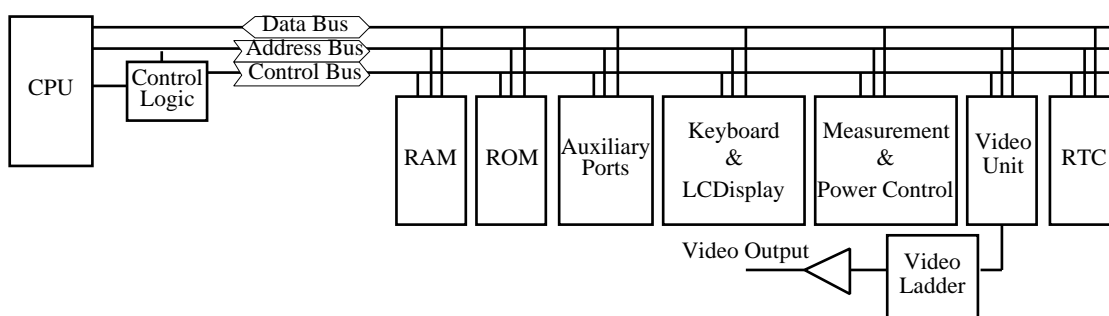 Data Bus
Address Bus
Control Bus
CPU
Control
Logic
RAM
ROM
Auxiliary
Ports
Keyboard
&
LCDisplay
Measurement
&
Power Control
Video
Unit
RTC
Video Output
Video
Ladder